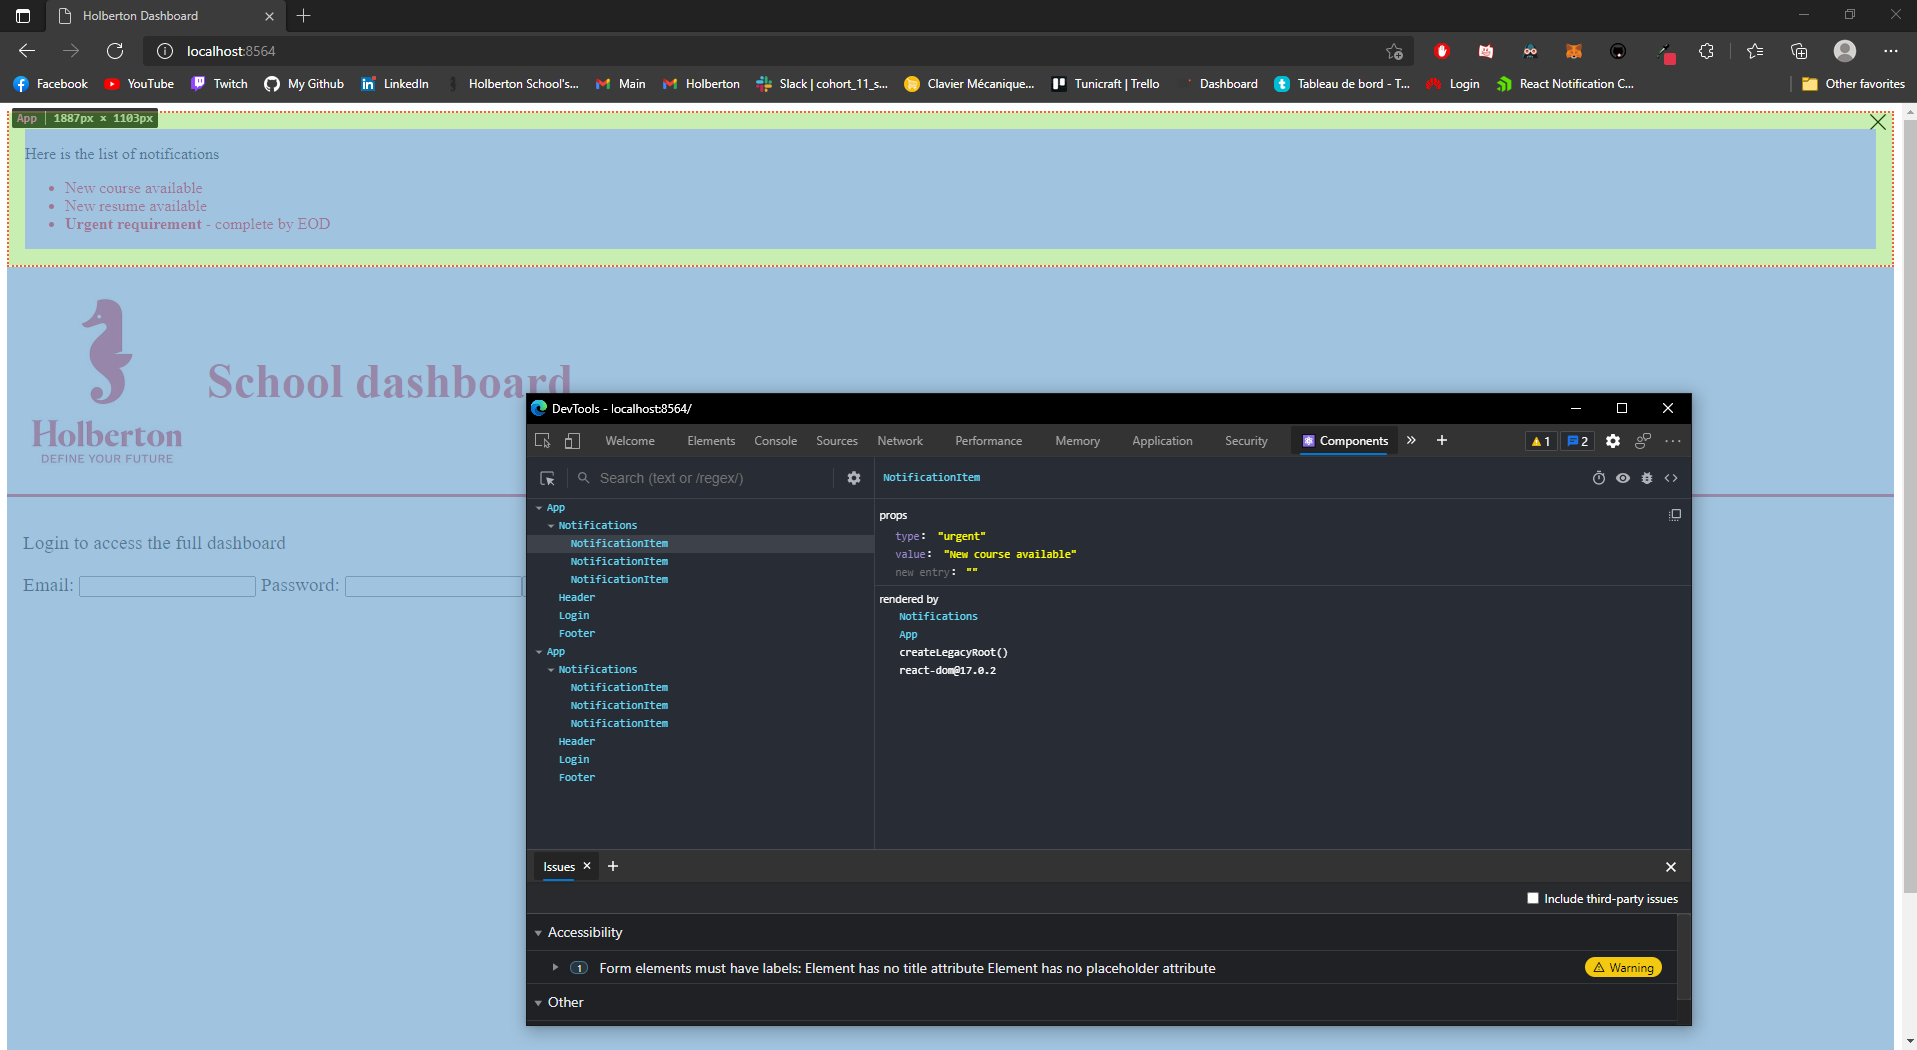 Holberton Dashboard
localhost:8564
Facebook
YouTube
Twitch
My Github
LinkedIn
Holberton School's...
Main
Holberton
Slack | cohort_11_s...
Clavier Mécanique...
Tunicraft | Trello
Dashboard
Tableau de bord - T...
Login
React Notification C...
Other favorites
App | 1887px × 1103px
Here is the list of notifications
New course available
New resume available
Urgent requirement - complete by EOD
School dashboard
Holberton
DEFINE YOUR FUTURE
Login to access the full dashboard
Email: Password:
DevTools - localhost:8564/
Welcome Elements Console Sources Network Performance Memory Application Security Components 1 2
Search (text or /regex/)
App
Notifications
NotificationItem
NotificationItem
NotificationItem
Header
Login
Footer
App
Notifications
NotificationItem
NotificationItem
NotificationItem
Header
Login
Footer
NotificationItem
props
type: "urgent"
value: "New course available"
new entry: ""
rendered by
Notifications
App
createLegacyRoot()
react-dom@17.0.2
Issues
Include third-party issues
Accessibility
1 Form elements must have labels: Element has no title attribute Element has no placeholder attribute
Warning
Other